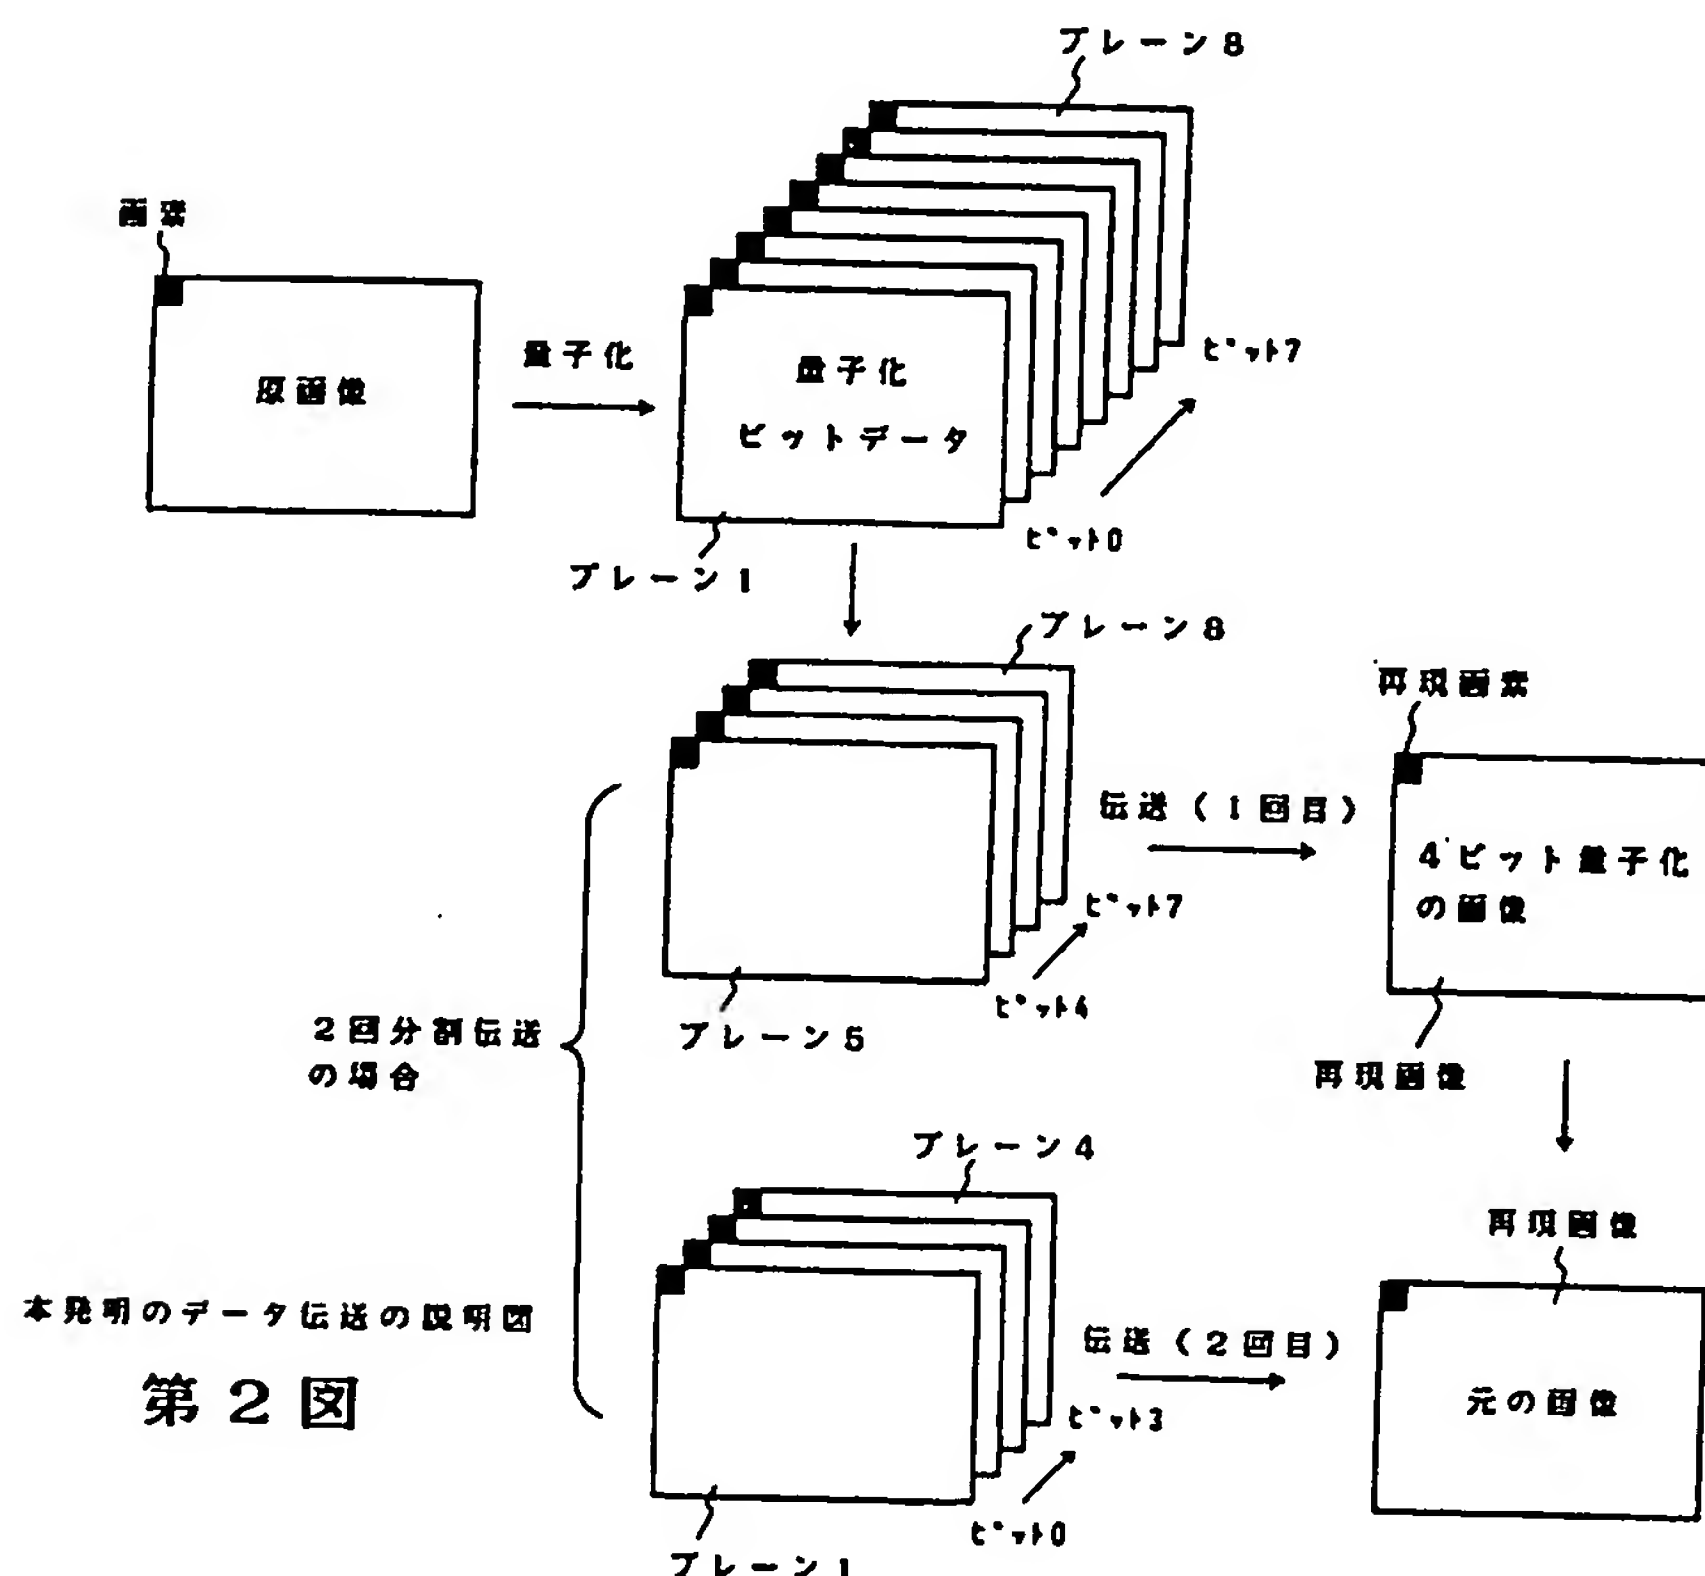 プレーン8
画素
原画像
量子化
量子化
ビットデータ
ビット7
ビット0
プレーン1
プレーン8
再現画素
伝送(1回目)
4ビット量子化
の画像
ビット7
ビット4
プレーン5
2回分割伝送
の場合
再現画像
プレーン4
再現画像
本発明のデータ伝送の説明図
第2図
伝送(2回目)
元の画像
ビット3
ビット0
プレーン1